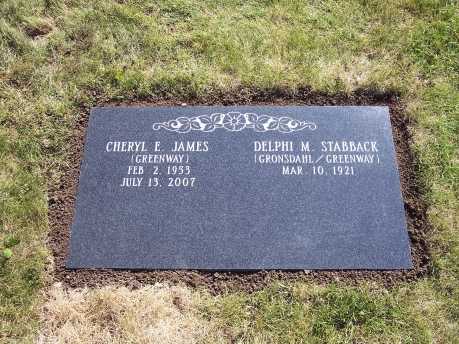 CHERYL E. JAMES
(GREENWAY)
FEB 2, 1953
JULY 13, 2007
DELPHI M. STABBACK
(GRONSDAHL/GREENWAY)
MAR. 10, 1921